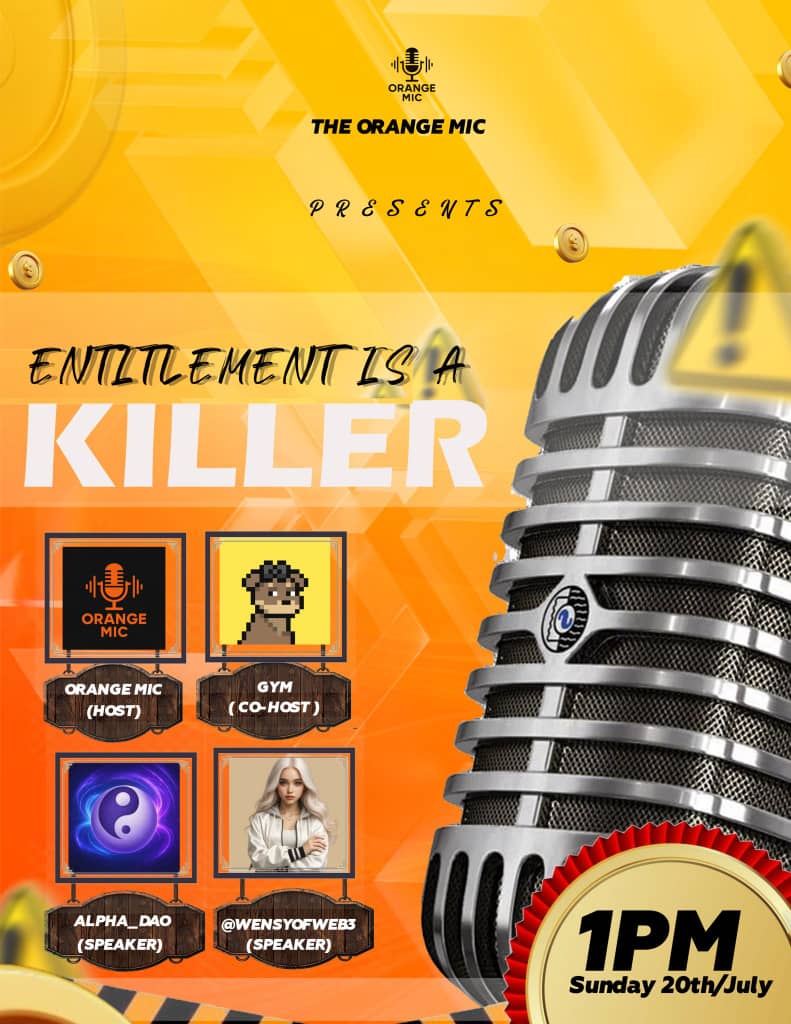 ORANGE
MIC
THE ORANGE MIC
PRESENTS
ENTITLEMENT IS A
KILLER
ORANGE
MIC
ORANGE MIC
(HOST)
GYM
( CO-HOST )
ALPHA_DAO
(SPEAKER)
@WENSYOFWEB3
(SPEAKER)
1PM
Sunday 20th/July